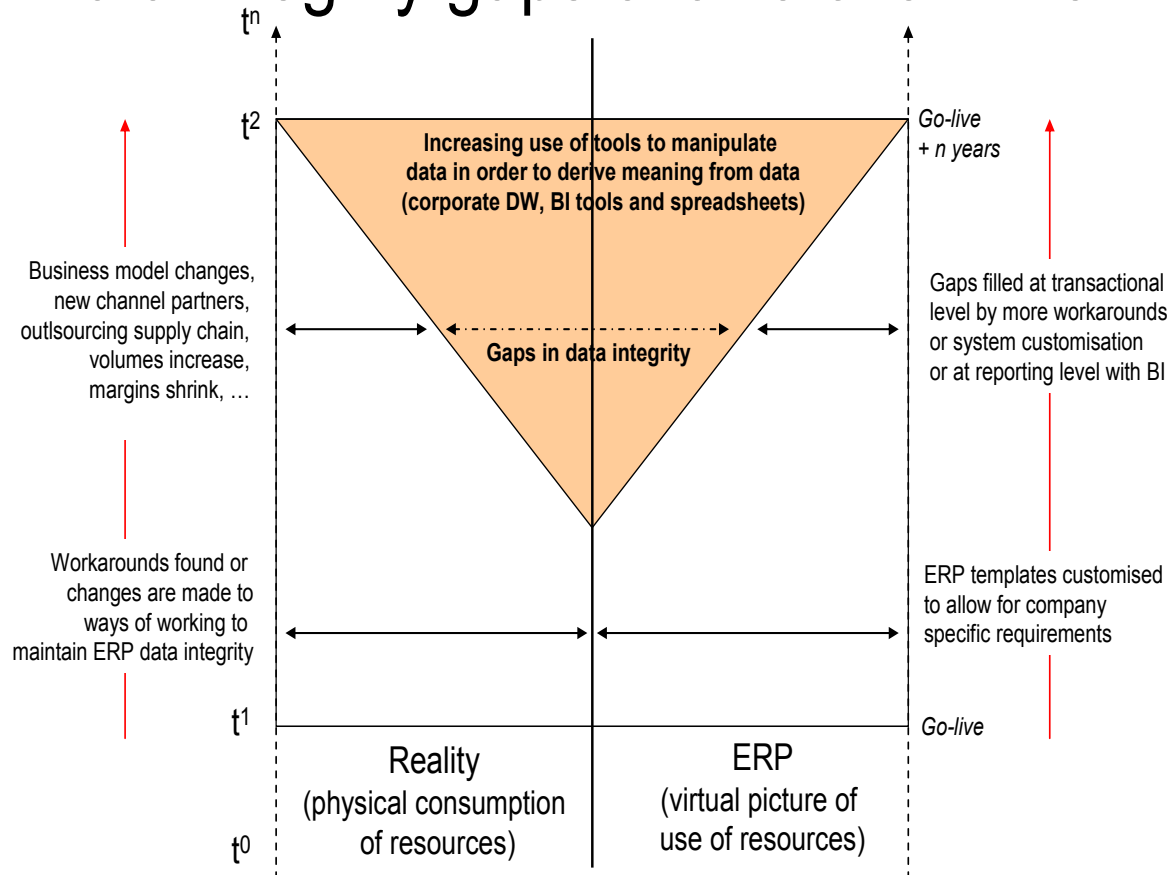 tⁿ
t²
Go-live
+ n years
Increasing use of tools to manipulate
data in order to derive meaning from data
(corporate DW, BI tools and spreadsheets)
Business model changes,
new channel partners,
outlsourcing supply chain,
volumes increase,
margins shrink, …
Gaps in data integrity
Gaps filled at transactional
level by more workarounds
or system customisation
or at reporting level with BI
Workarounds found or
changes are made to
ways of working to
maintain ERP data integrity
ERP templates customised
to allow for company
specific requirements
t¹
Go-live
Reality
(physical consumption
of resources)
ERP
(virtual picture of
use of resources)
t⁰